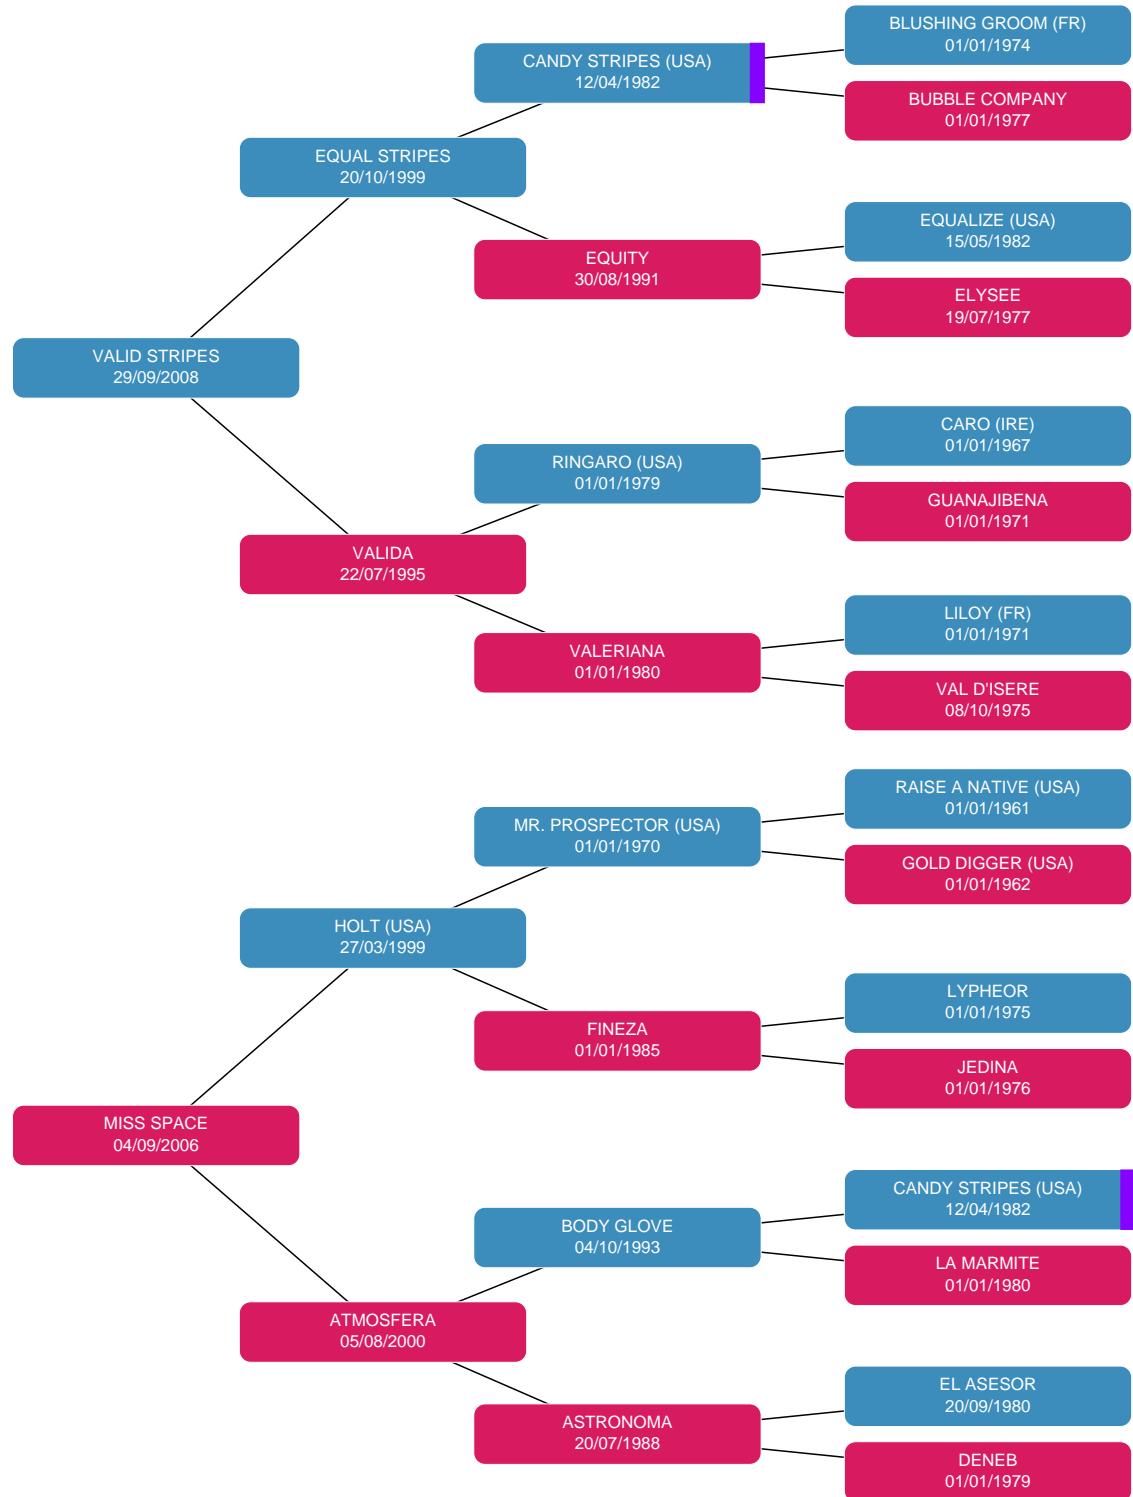 BLUSHING GROOM (FR)
01/01/1974
CANDY STRIPES (USA)
12/04/1982
BUBBLE COMPANY
01/01/1977
EQUAL STRIPES
20/10/1999
EQUALIZE (USA)
15/05/1982
EQUITY
30/08/1991
ELYSEE
19/07/1977
VALID STRIPES
29/09/2008
CARO (IRE)
01/01/1967
RINGARO (USA)
01/01/1979
GUANAJIBENA
01/01/1971
VALIDA
22/07/1995
LILOY (FR)
01/01/1971
VALERIANA
01/01/1980
VAL D'ISERE
08/10/1975
RAISE A NATIVE (USA)
01/01/1961
MR. PROSPECTOR (USA)
01/01/1970
GOLD DIGGER (USA)
01/01/1962
HOLT (USA)
27/03/1999
LYPHEOR
01/01/1975
FINEZA
01/01/1985
JEDINA
01/01/1976
MISS SPACE
04/09/2006
CANDY STRIPES (USA)
12/04/1982
BODY GLOVE
04/10/1993
LA MARMITE
01/01/1980
ATMOSFERA
05/08/2000
EL ASESOR
20/09/1980
ASTRONOMA
20/07/1988
DENEB
01/01/1979